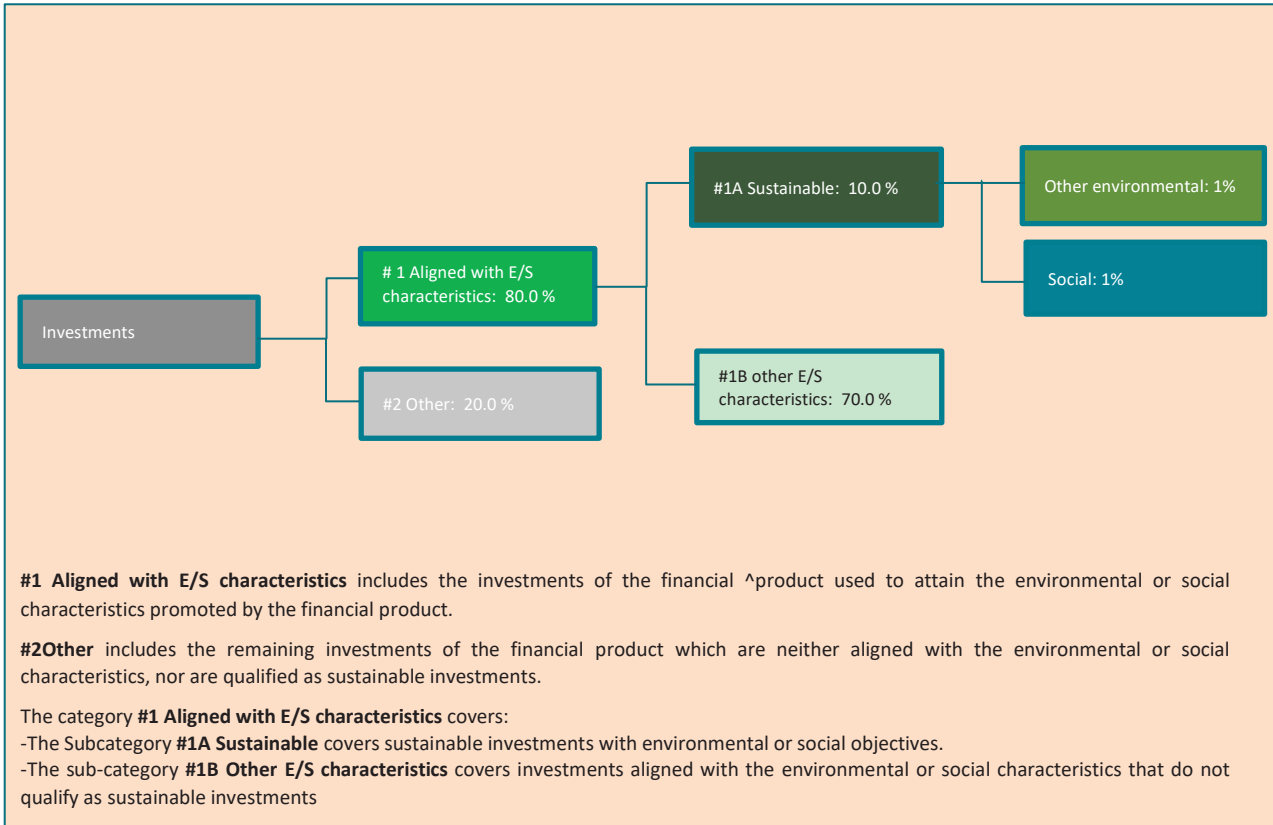 #1A Sustainable:  10.0 %
Other environmental: 1%
# 1 Aligned with E/S
characteristics:  80.0 %
Social: 1%
Investments
#1B other E/S
characteristics:  70.0 %
#2 Other:  20.0 %
#1 Aligned with E/S characteristics includes the investments of the financial ^product used to attain the environmental or social
characteristics promoted by the financial product.
#2Other includes the remaining investments of the financial product which are neither aligned with the environmental or social
characteristics, nor are qualified as sustainable investments.
The category #1 Aligned with E/S characteristics covers:
-The Subcategory #1A Sustainable covers sustainable investments with environmental or social objectives.
-The sub-category #1B Other E/S characteristics covers investments aligned with the environmental or social characteristics that do not
qualify as sustainable investments